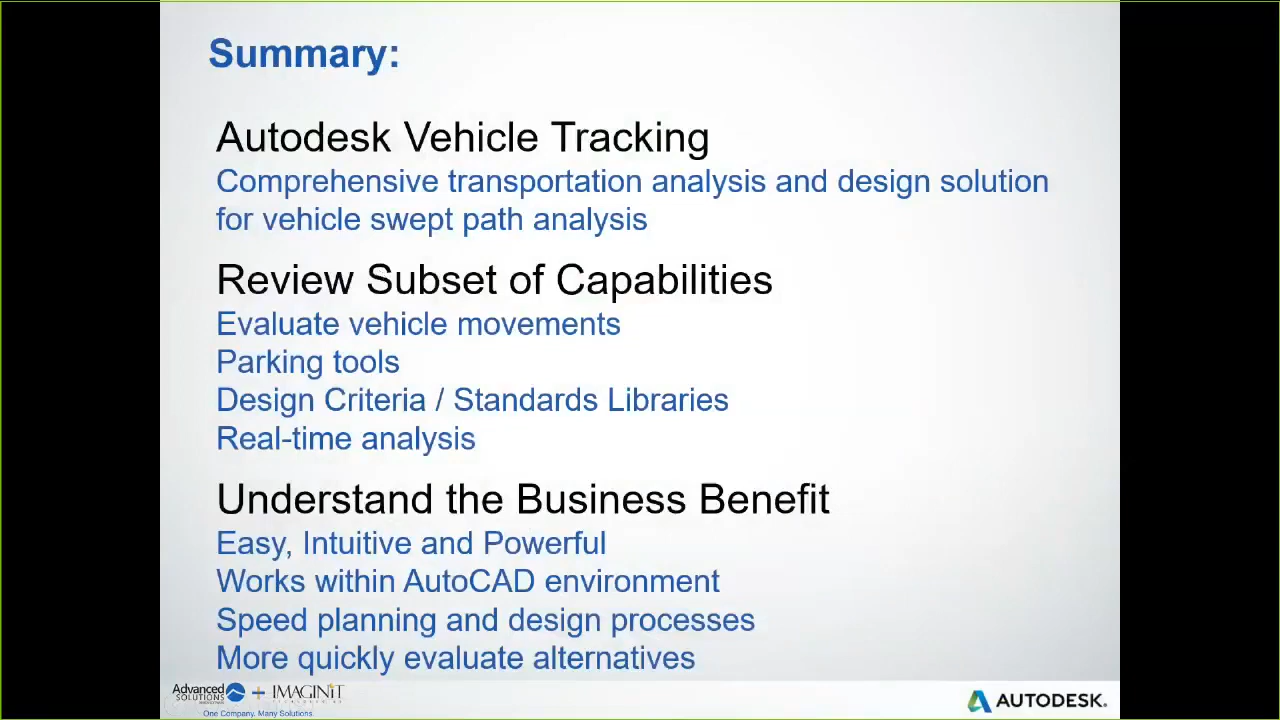 Summary:
Autodesk Vehicle Tracking
Comprehensive transportation analysis and design solution
for vehicle swept path analysis
Review Subset of Capabilities
Evaluate vehicle movements
Parking tools
Design Criteria / Standards Libraries
Real-time analysis
Understand the Business Benefit
Easy, Intuitive and Powerful
Works within AutoCAD environment
Speed planning and design processes
More quickly evaluate alternatives
Advanced
SOLUTIONS
+ IMAGINiT
One Company. Many Solutions.
AUTODESK.